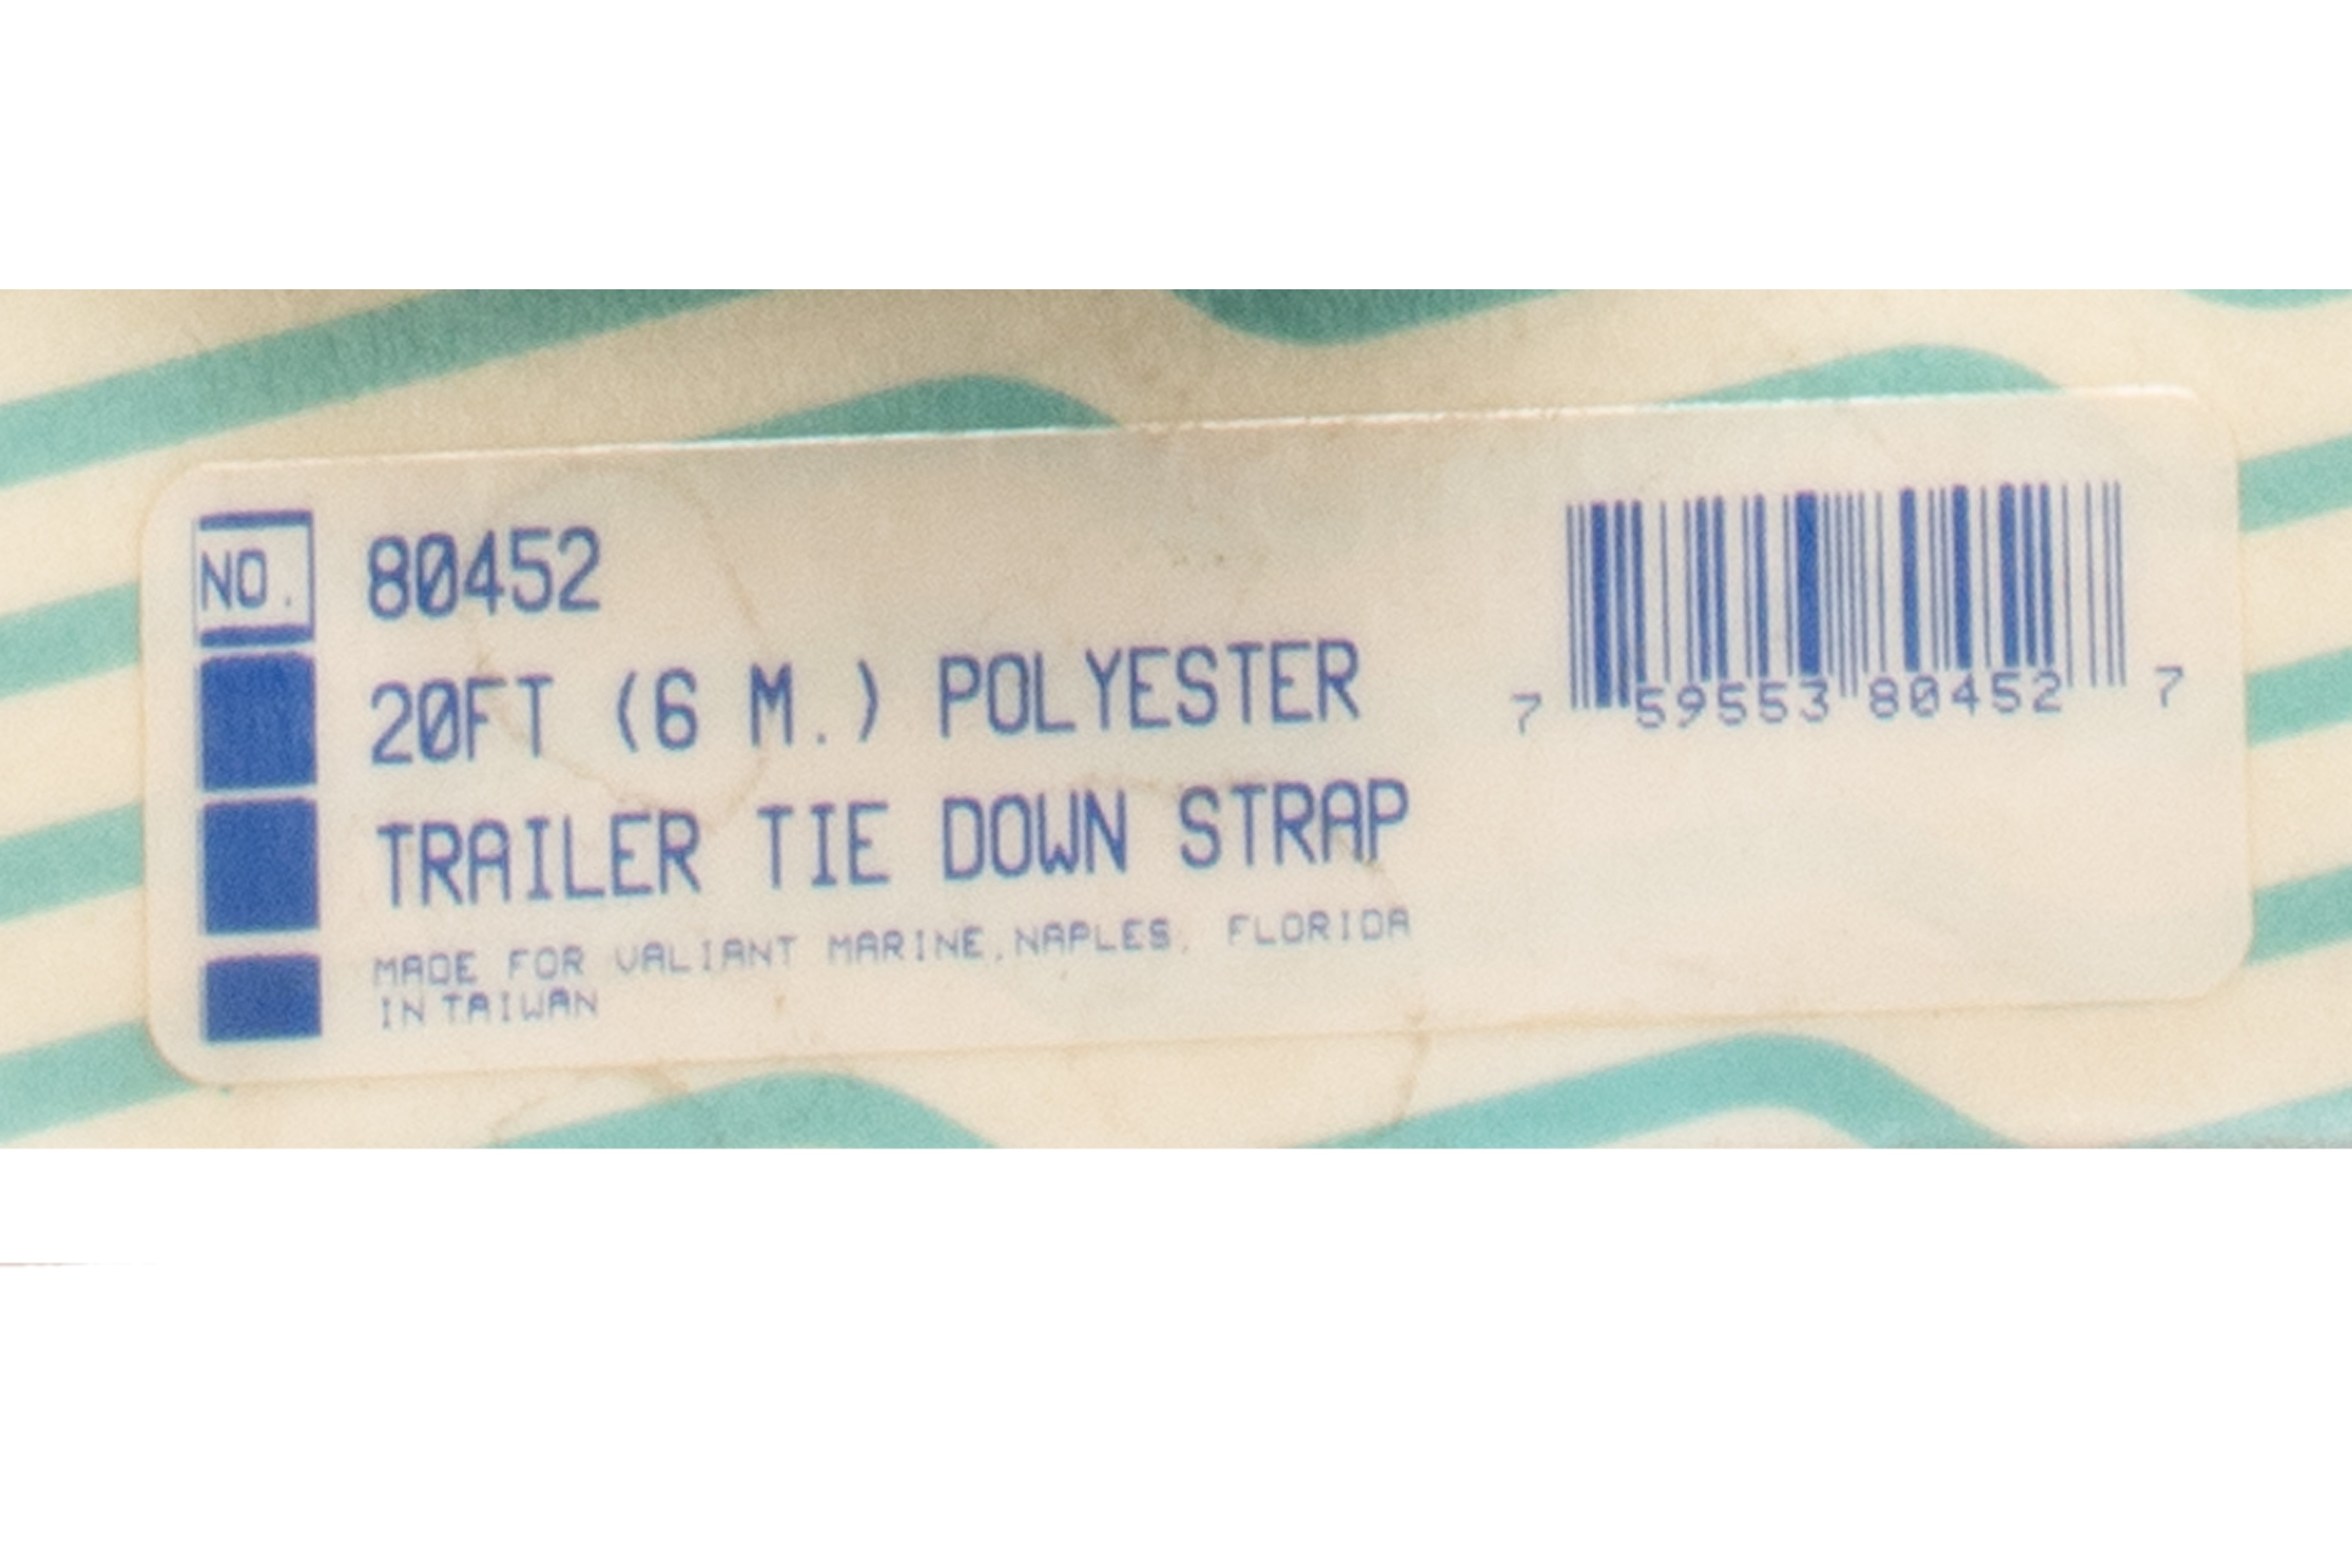 NO. 80452
20FT (6 M.) POLYESTER
TRAILER TIE DOWN STRAP
MADE FOR VALIANT MARINE,NAPLES, FLORIDA
IN TAIWAN
7 59553 80452 7